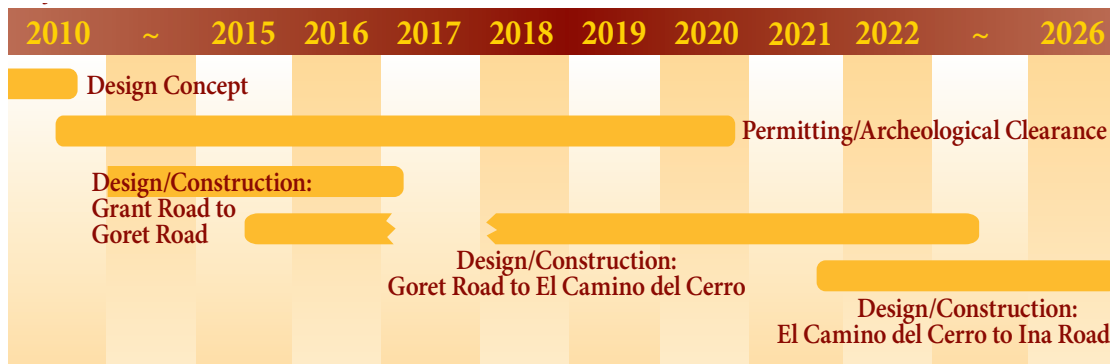 2010 ~ 2015 2016 2017 2018 2019 2020 2021 2022 ~ 2026
Design Concept
Permitting/Archeological Clearance
Design/Construction:
Grant Road to
Goret Road
Design/Construction:
Goret Road to El Camino del Cerro
Design/Construction:
El Camino del Cerro to Ina Road